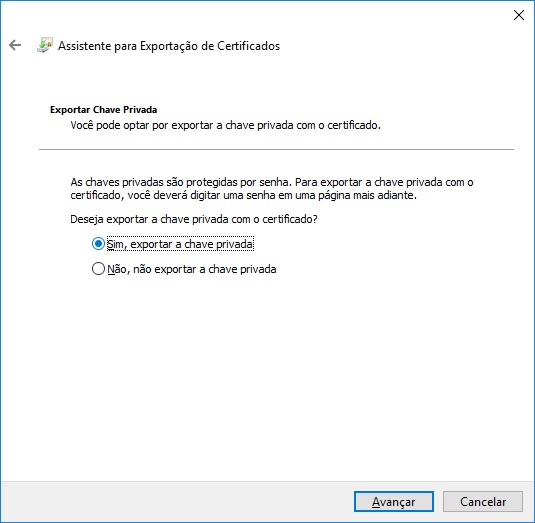 Assistente para Exportação de Certificados
Exportar Chave Privada
Você pode optar por exportar a chave privada com o certificado.
As chaves privadas são protegidas por senha. Para exportar a chave privada com o
certificado, você deverá digitar uma senha em uma página mais adiante.
Deseja exportar a chave privada com o certificado?
Sim, exportar a chave privada
Não, não exportar a chave privada
Avançar
Cancelar